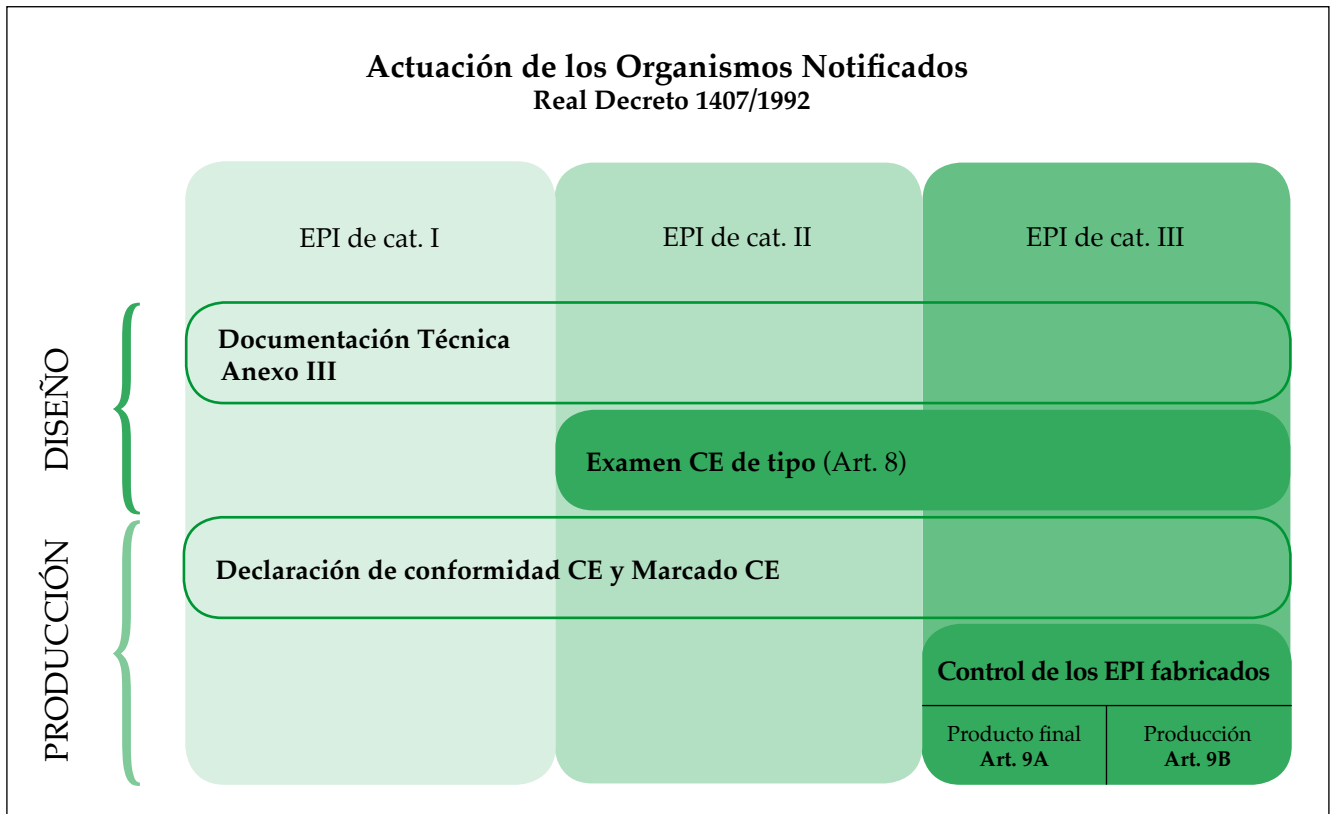 Actuación de los Organismos Notificados
Real Decreto 1407/1992
EPI de cat. I
EPI de cat. II
EPI de cat. III
DISEÑO
Documentación Técnica
Anexo III
Examen CE de tipo (Art. 8)
PRODUCCIÓN
Declaración de conformidad CE y Marcado CE
Control de los EPI fabricados
Producto final
Art. 9A
Producción
Art. 9B